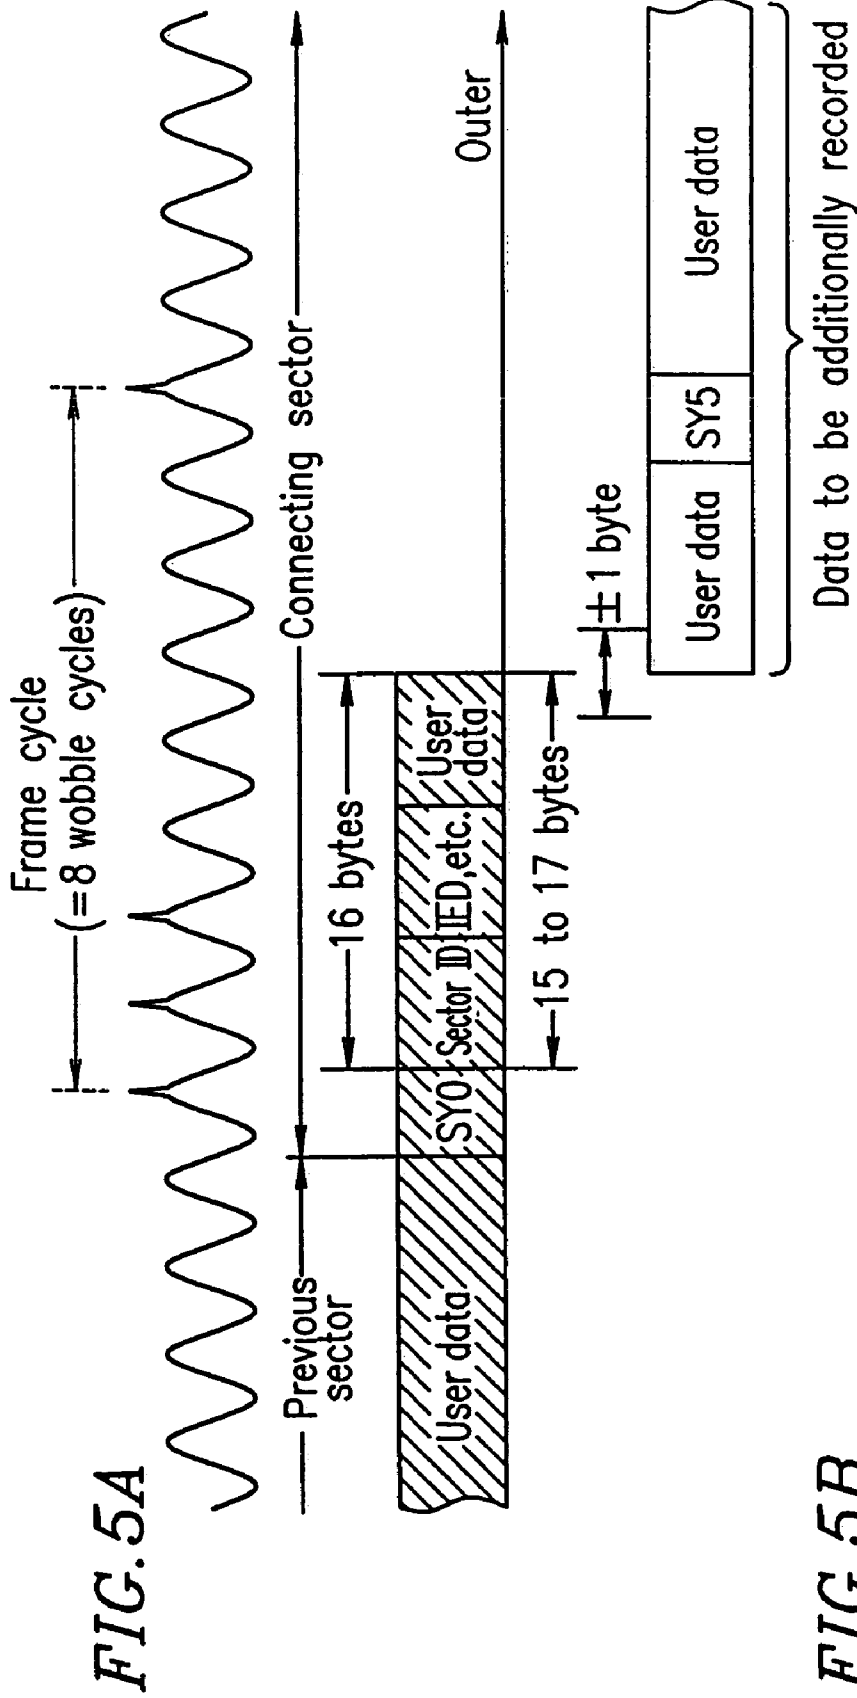 FIG.5A
Frame cycle
(=8 wobble cycles)
Previous
sector
Connecting sector
16 bytes
User data
SY0
Sector ID
IED,etc.
User
data
Outer
15 to 17 bytes
±1 byte
User data
SY5
User data
Data to be additionally recorded
FIG.5B